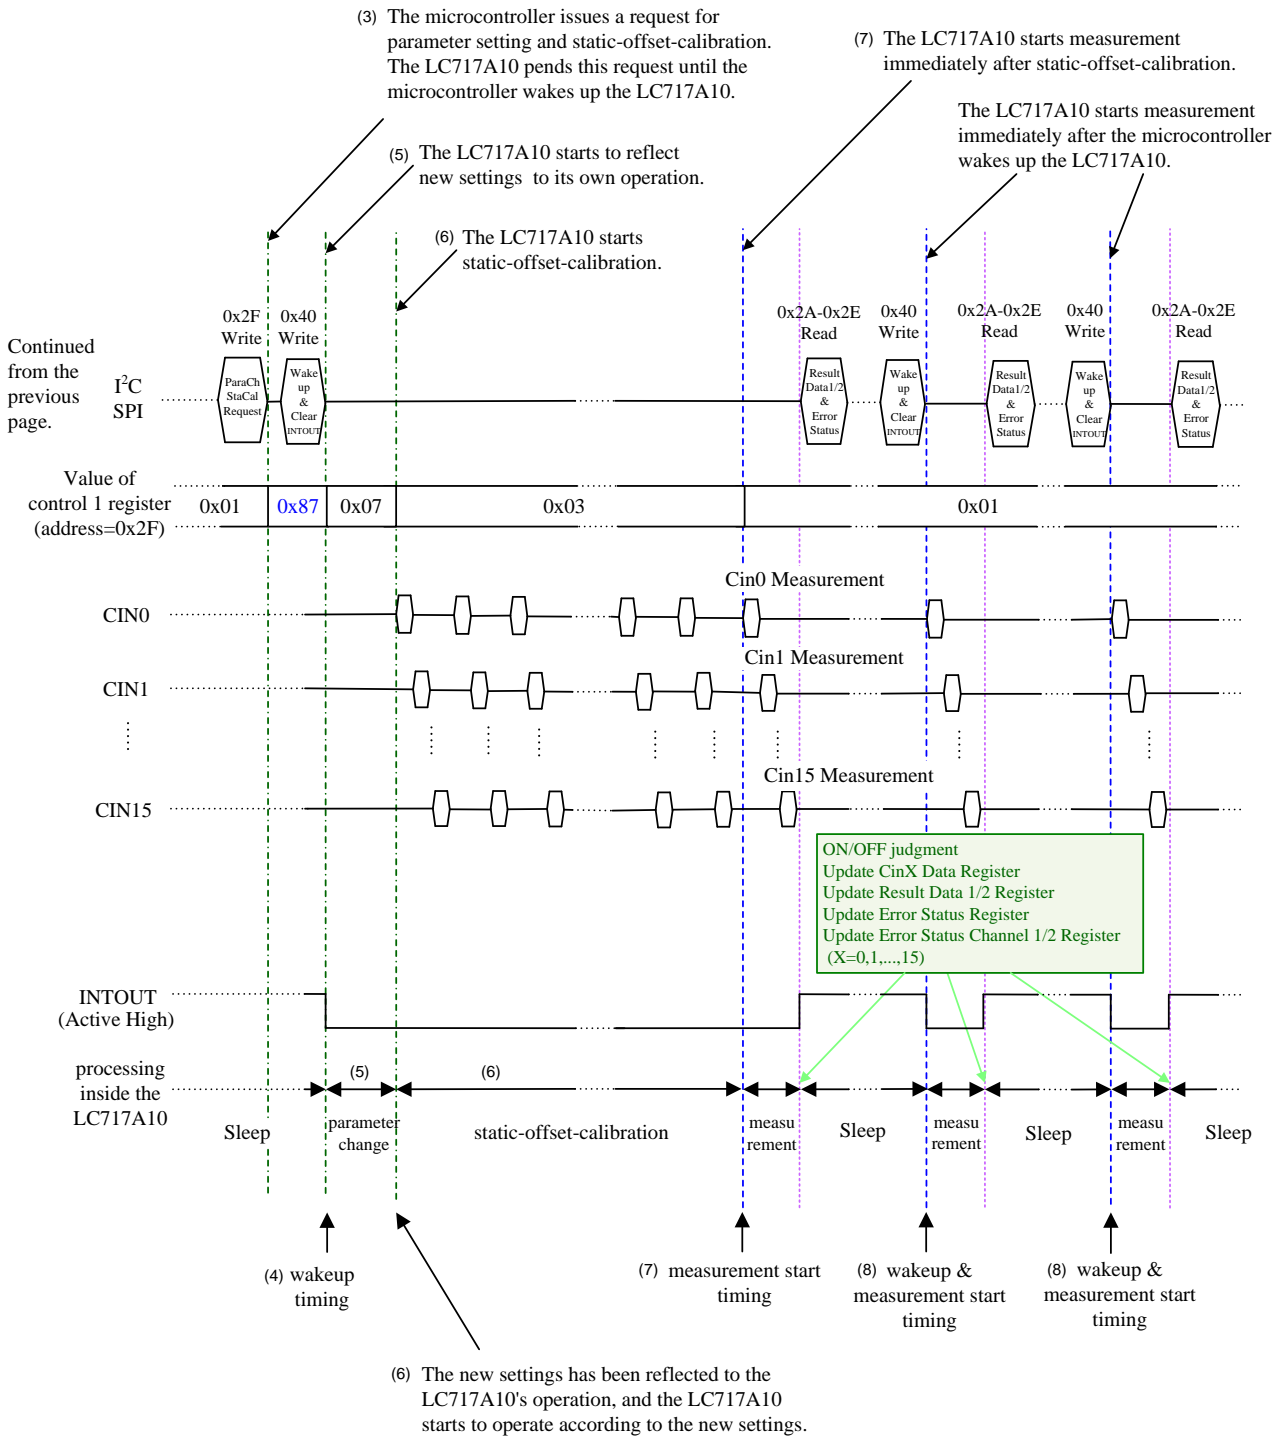 (3) The microcontroller issues a request for
parameter setting and static-offset-calibration.
The LC717A10 pends this request until the
microcontroller wakes up the LC717A10.
(7) The LC717A10 starts measurement
immediately after static-offset-calibration.
The LC717A10 starts measurement
immediately after the microcontroller
wakes up the LC717A10.
(5) The LC717A10 starts to reflect
new settings to its own operation.
(6) The LC717A10 starts
static-offset-calibration.
0x2F
Write
0x40
Write
0x2A-0x2E
Read
0x40
Write
0x2A-0x2E
Read
0x40
Write
0x2A-0x2E
Read
Continued
from the
previous
page.
I2C
SPI
ParaCh
StaCal
Request
Wake
up
&
Clear
INTOUT
Result
Data1/2
&
Error
Status
Wake
up
&
Clear
INTOUT
Result
Data1/2
&
Error
Status
Wake
up
&
Clear
INTOUT
Result
Data1/2
&
Error
Status
Value of
control 1 register
(address=0x2F)
0x01
0x87
0x07
0x03
0x01
Cin0 Measurement
CIN0
Cin1 Measurement
CIN1
Cin15 Measurement
CIN15
ON/OFF judgment
Update CinX Data Register
Update Result Data 1/2 Register
Update Error Status Register
Update Error Status Channel 1/2 Register
(X=0,1,...,15)
INTOUT
(Active High)
processing
inside the
LC717A10
(5)
(6)
Sleep
parameter
change
static-offset-calibration
measu
rement
Sleep
measu
rement
Sleep
measu
rement
Sleep
(4) wakeup
timing
(7) measurement start
timing
(8) wakeup &
measurement start
timing
(8) wakeup &
measurement start
timing
(6) The new settings has been reflected to the
LC717A10's operation, and the LC717A10
starts to operate according to the new settings.